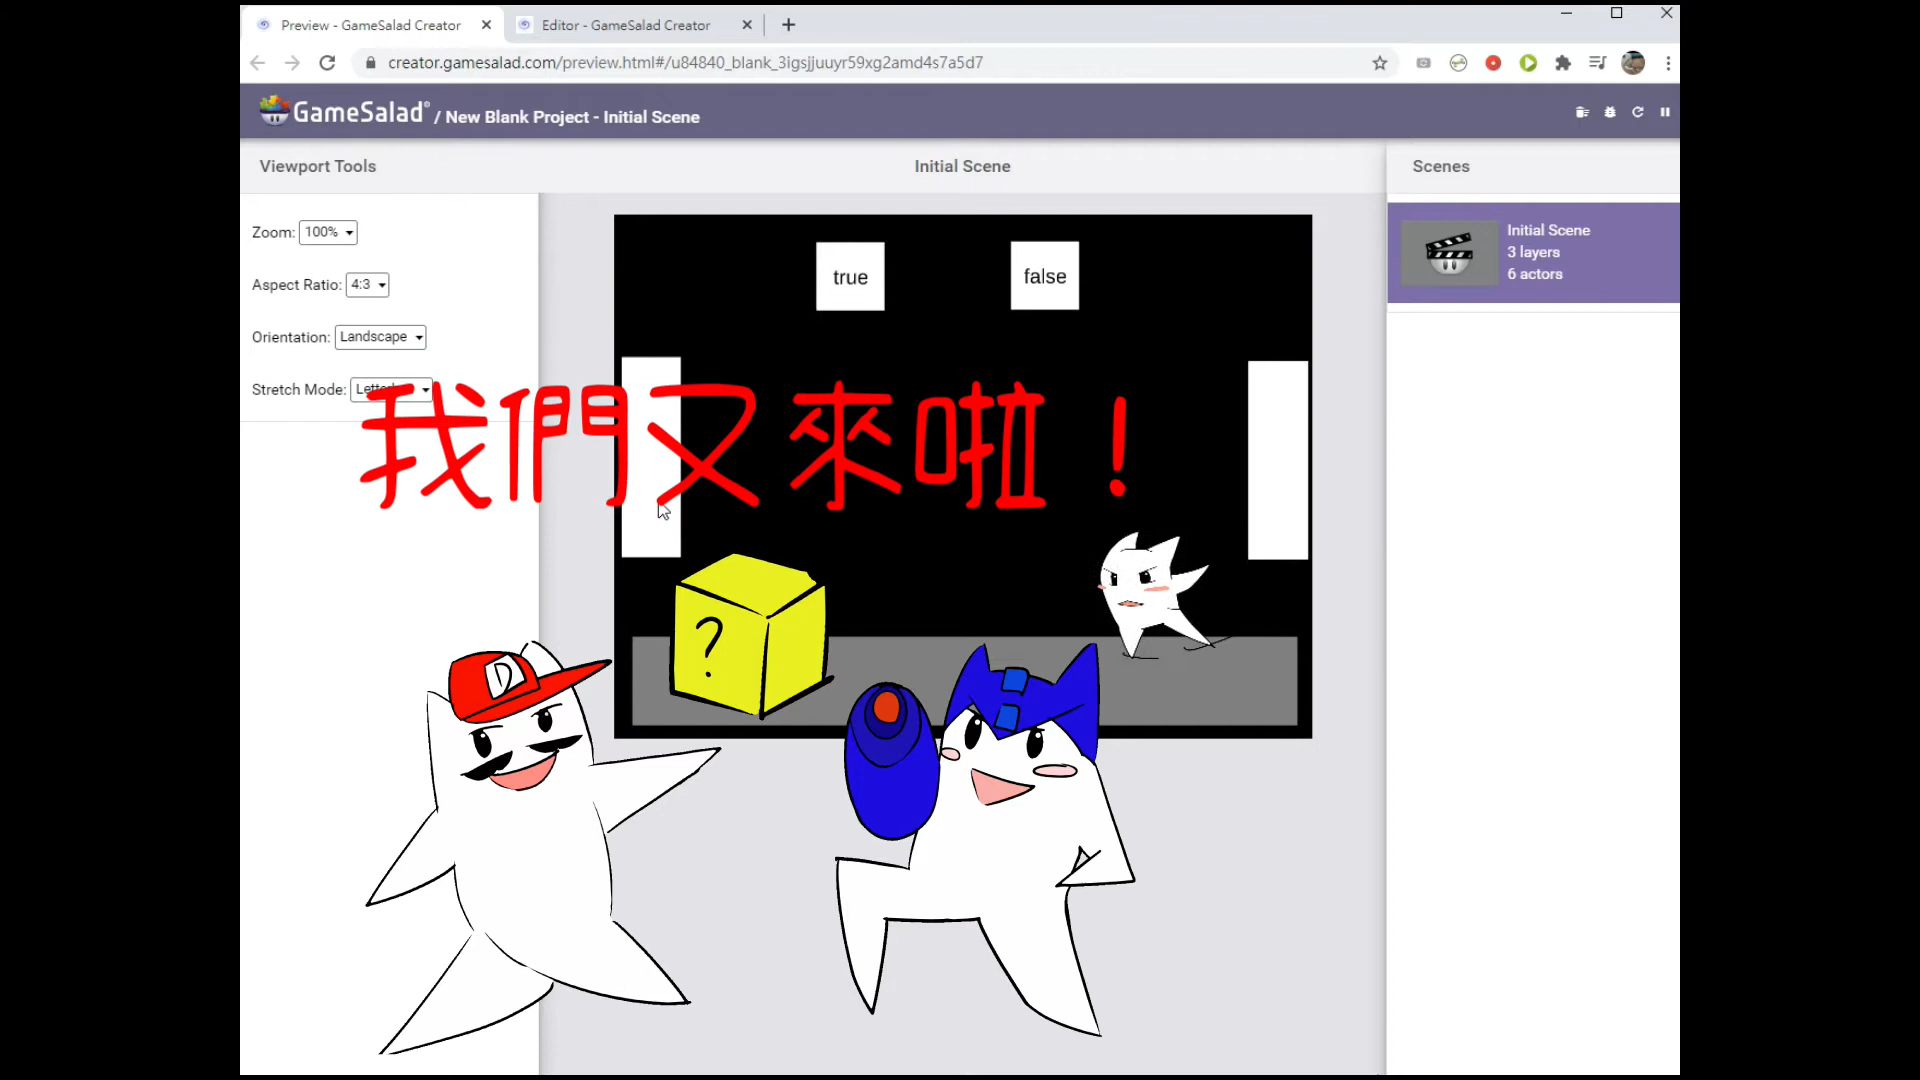 Preview - GameSalad Creator
Editor - GameSalad Creator
creator.gamesalad.com/preview.html#/u84840_blank_3igsjjuuyr59xg2amd4s7a5d7
GameSalad® / New Blank Project - Initial Scene
Viewport Tools
Initial Scene
Scenes
Zoom: 100%
Aspect Ratio: 4:3
Orientation: Landscape
Stretch Mode:
true
false
Initial Scene
3 layers
6 actors
我們又來啦！
?
D